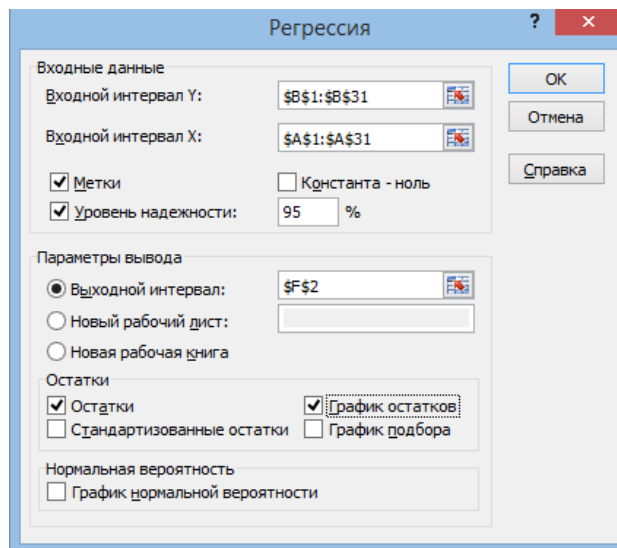 Регрессия
?
×
Входные данные
Входной интервал Y: $B$1:$B$31
Входной интервал X: $A$1:$A$31
Метки Константа - ноль
Уровень надежности: 95 %
ОК
Отмена
Справка
Параметры вывода
Выходной интервал: $F$2
Новый рабочий лист:
Новая рабочая книга
Остатки
Остатки График остатков
Стандартизованные остатки График подбора
Нормальная вероятность
График нормальной вероятности